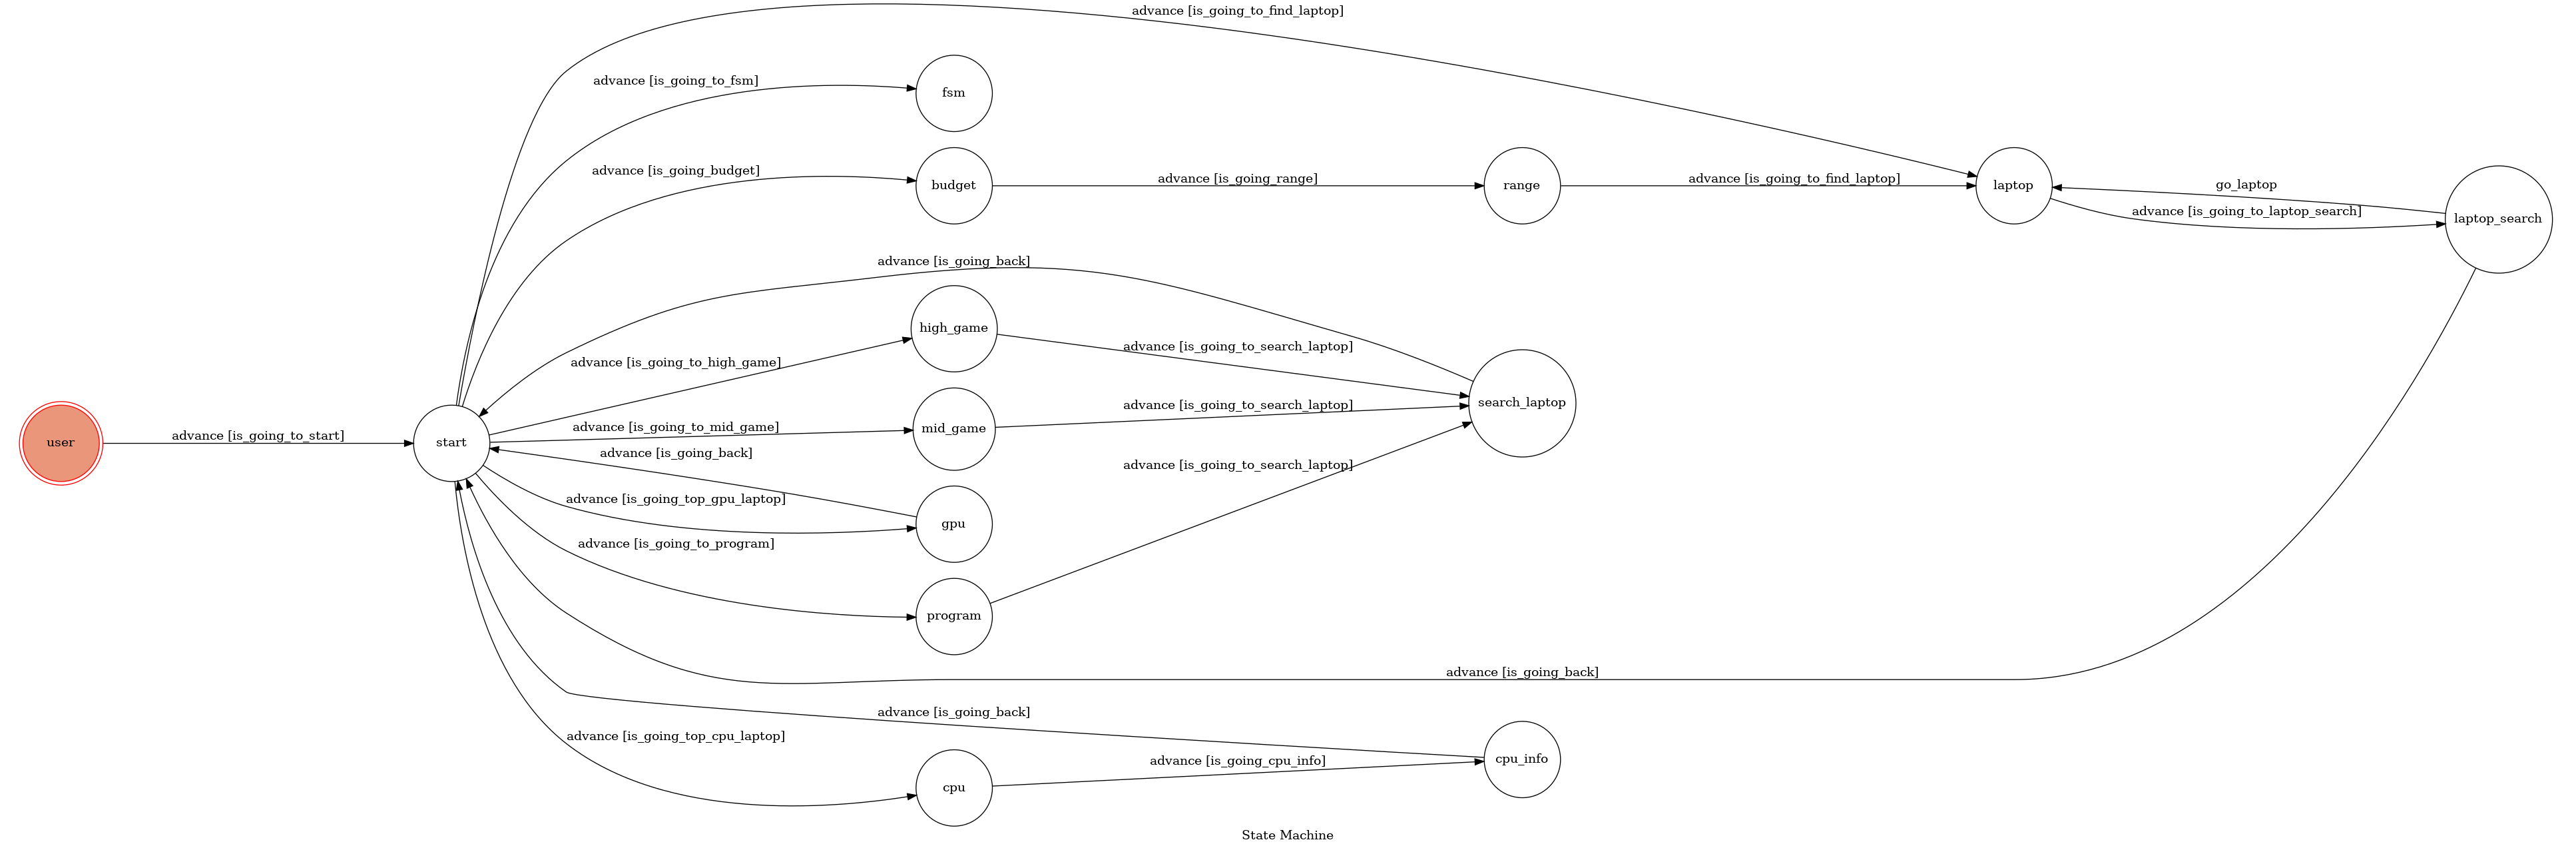 advance [is_going_to_find_laptop]
advance [is_going_to_fsm]
fsm
advance [is_going_budget]
budget
advance [is_going_range]
range
advance [is_going_to_find_laptop]
laptop
go_laptop
advance [is_going_to_laptop_search]
laptop_search
advance [is_going_back]
high_game
advance [is_going_to_high_game]
advance [is_going_to_search_laptop]
user
advance [is_going_to_start]
start
advance [is_going_to_mid_game]
mid_game
advance [is_going_to_search_laptop]
search_laptop
advance [is_going_back]
advance [is_going_to_search_laptop]
advance [is_going_top_gpu_laptop]
gpu
advance [is_going_to_program]
program
advance [is_going_back]
advance [is_going_back]
advance [is_going_top_cpu_laptop]
cpu
advance [is_going_cpu_info]
cpu_info
State Machine